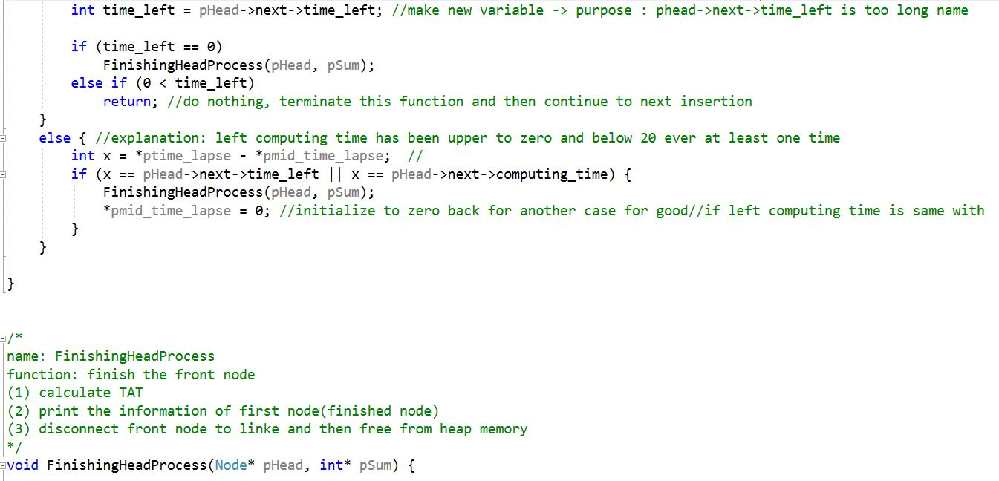 int time_left = pHead->next->time_left; //make new variable -> purpose : phead->next->time_left is too long name
if (time_left == 0)
FinishingHeadProcess(pHead, pSum);
else if (0 < time_left)
return; //do nothing, terminate this function and then continue to next insertion
}
else { //explanation: left computing time has been upper to zero and below 20 ever at least one time
int x = *ptime_lapse - *pmid_time_lapse;  //
if (x == pHead->next->time_left || x == pHead->next->computing_time) {
FinishingHeadProcess(pHead, pSum);
*pmid_time_lapse = 0; //initialize to zero back for another case for good//if left computing time is same with
}
}
}
/*
name: FinishingHeadProcess
function: finish the front node
(1) calculate TAT
(2) print the information of first node(finished node)
(3) disconnect front node to linke and then free from heap memory
*/
void FinishingHeadProcess(Node* pHead, int* pSum) {